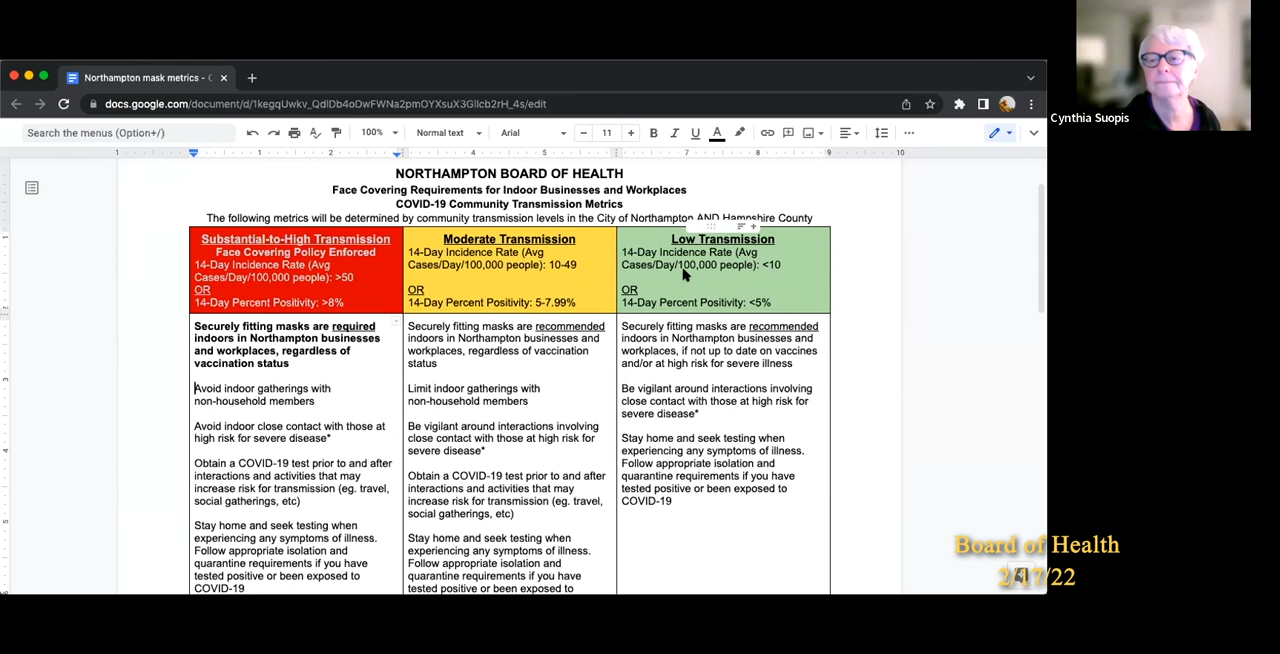 Northampton mask metrics -
docs.google.com/document/d/1kegqUwkv_QdlDb4oDwFWNa2pmOYXsuX3GIlcb2rH_4s/edit
Search the menus (Option+/)
100%
Normal text
Arial
11
B I U A
1 1 2 4 5 7 8 9 10
NORTHAMPTON BOARD OF HEALTH
Face Covering Requirements for Indoor Businesses and Workplaces
COVID-19 Community Transmission Metrics
The following metrics will be determined by community transmission levels in the City of Northampton AND Hampshire County
Substantial-to-High Transmission
Face Covering Policy Enforced
14-Day Incidence Rate (Avg
Cases/Day/100,000 people): >50
OR
14-Day Percent Positivity: >8%
Securely fitting masks are required
indoors in Northampton businesses
and workplaces, regardless of
vaccination status
Avoid indoor gatherings with
non-household members
Avoid indoor close contact with those at
high risk for severe disease*
Obtain a COVID-19 test prior to and after
interactions and activities that may
increase risk for transmission (eg. travel,
social gatherings, etc)
Stay home and seek testing when
experiencing any symptoms of illness.
Follow appropriate isolation and
quarantine requirements if you have
tested positive or been exposed to
COVID-19
Moderate Transmission
14-Day Incidence Rate (Avg
Cases/Day/100,000 people): 10-49
OR
14-Day Percent Positivity: 5-7.99%
Securely fitting masks are recommended
indoors in Northampton businesses and
workplaces, regardless of vaccination
status
Limit indoor gatherings with
non-household members
Be vigilant around interactions involving
close contact with those at high risk for
severe disease*
Obtain a COVID-19 test prior to and after
interactions and activities that may
increase risk for transmission (eg. travel,
social gatherings, etc)
Stay home and seek testing when
experiencing any symptoms of illness.
Follow appropriate isolation and
quarantine requirements if you have
tested positive or been exposed to
Low Transmission
14-Day Incidence Rate (Avg
Cases/Day/100,000 people): <10
OR
14-Day Percent Positivity: <5%
Securely fitting masks are recommended
indoors in Northampton businesses and
workplaces, if not up to date on vaccines
and/or at high risk for severe illness
Be vigilant around interactions involving
close contact with those at high risk for
severe disease*
Stay home and seek testing when
experiencing any symptoms of illness.
Follow appropriate isolation and
quarantine requirements if you have
tested positive or been exposed to
COVID-19
Cynthia Suopis
Board of Health
2/17/22